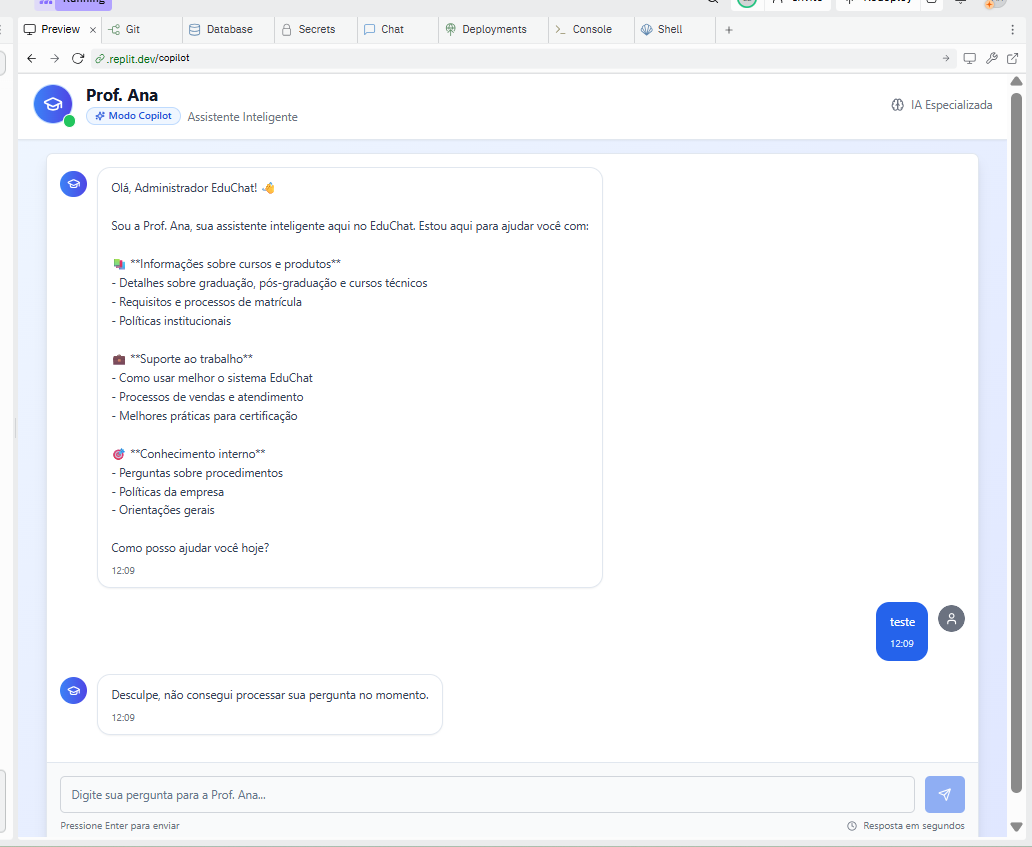 Running
Preview × Git Database Secrets Chat Deployments Console Shell +
.replit.dev/copilot
Prof. Ana
Modo Copilot Assistente Inteligente
IA Especializada
Olá, Administrador EduChat! 👋
Sou a Prof. Ana, sua assistente inteligente aqui no EduChat. Estou aqui para ajudar você com:
📚 **Informações sobre cursos e produtos**
- Detalhes sobre graduação, pós-graduação e cursos técnicos
- Requisitos e processos de matrícula
- Políticas institucionais
💼 **Suporte ao trabalho**
- Como usar melhor o sistema EduChat
- Processos de vendas e atendimento
- Melhores práticas para certificação
🎯 **Conhecimento interno**
- Perguntas sobre procedimentos
- Políticas da empresa
- Orientações gerais
Como posso ajudar você hoje?
12:09
teste
12:09
Desculpe, não consegui processar sua pergunta no momento.
12:09
Digite sua pergunta para a Prof. Ana...
Pressione Enter para enviar
Resposta em segundos